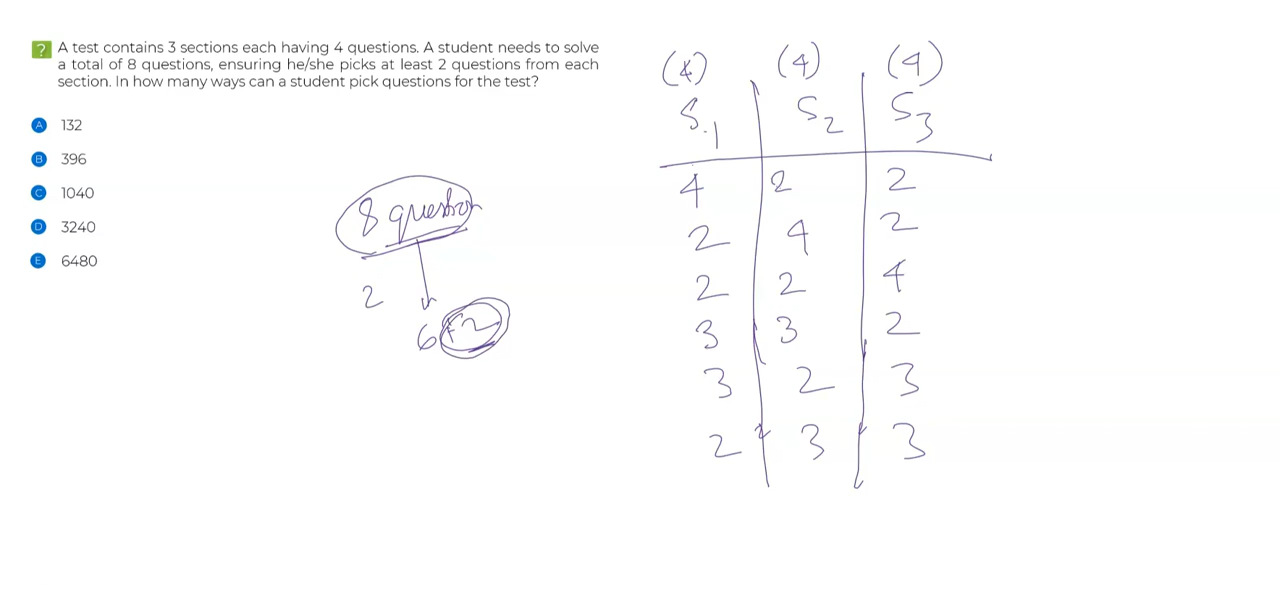 ? A test contains 3 sections each having 4 questions. A student needs to solve
a total of 8 questions, ensuring he/she picks at least 2 questions from each
section. In how many ways can a student pick questions for the test?
A 132
B 396
C 1040
D 3240
E 6480
8 question
2
6+2
(4) (4) (4)
S1 S2 S3
4 2 2
2 4 2
2 2 4
3 3 2
3 2 3
2 3 3